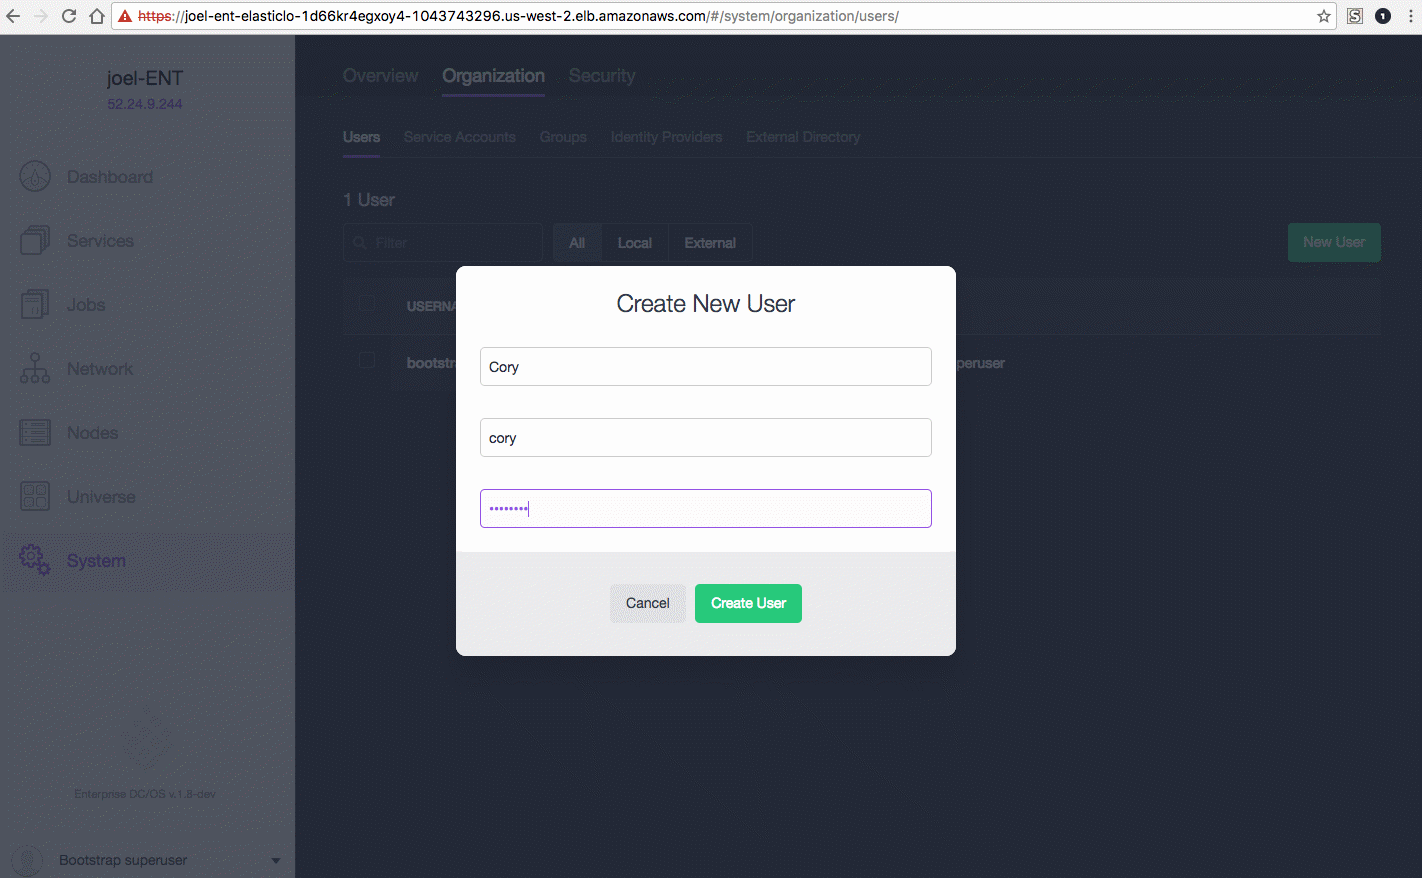 https://joel-ent-elasticlo-1d66kr4egxoy4-1043743296.us-west-2.elb.amazonaws.com/#/system/organization/users/
joel-ENT
52.24.9.244
Dashboard
Services
Jobs
Network
Nodes
Universe
System
Enterprise DC/OS v.1.8-dev
Bootstrap superuser
Overview Organization Security
Users Service Accounts Groups Identity Providers External Directory
1 User
Filter All Local External New User
USERNA
bootstra peruser
Create New User
Cory
cory
••••••••
Cancel Create User